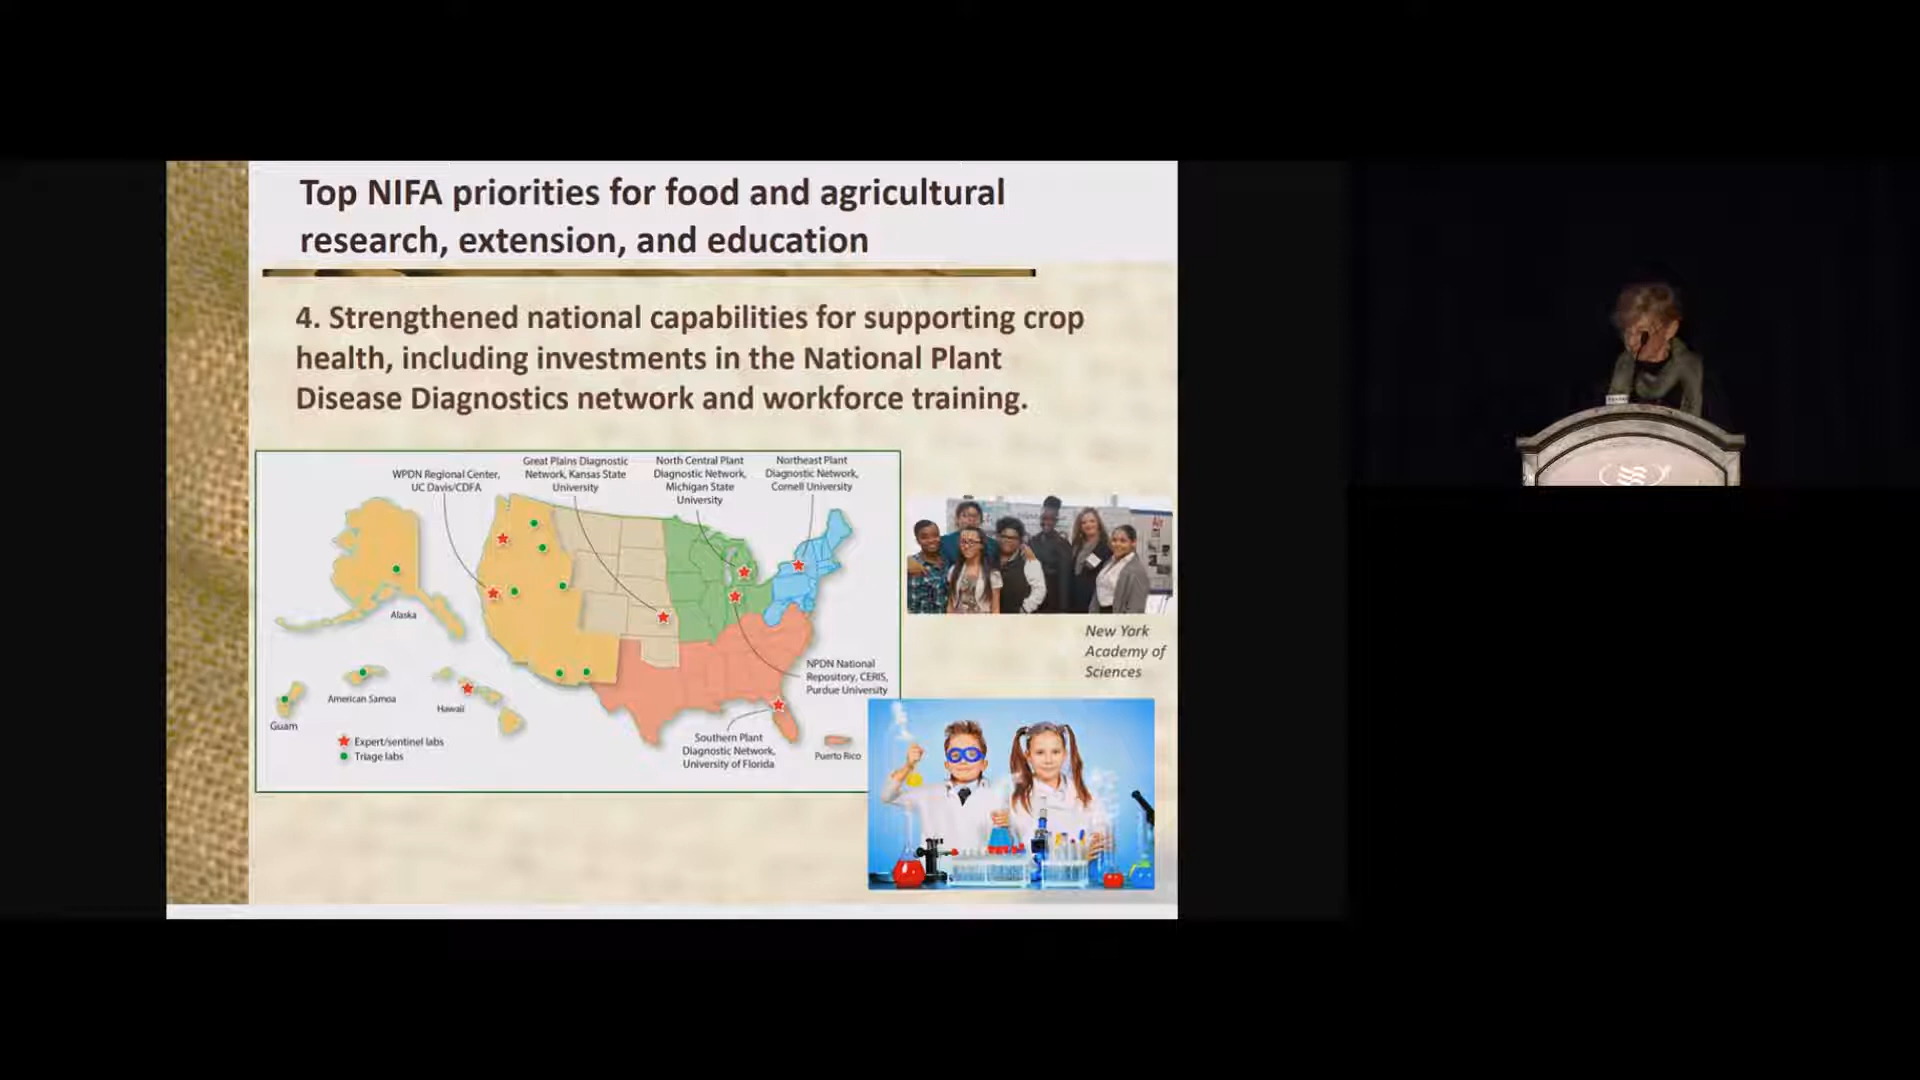 Top NIFA priorities for food and agricultural
research, extension, and education
4. Strengthened national capabilities for supporting crop
health, including investments in the National Plant
Disease Diagnostics network and workforce training.
WPDN Regional Center,
UC Davis/CDFA
Great Plains Diagnostic
Network, Kansas State
University
North Central Plant
Diagnostic Network,
Michigan State
University
Northeast Plant
Diagnostic Network,
Cornell University
Alaska
Guam
American Samoa
Hawaii
NPDN National
Repository, CERIS,
Purdue University
Southern Plant
Diagnostic Network,
University of Florida
Puerto Rico
Expert/sentinel labs
Triage labs
New York
Academy of
Sciences